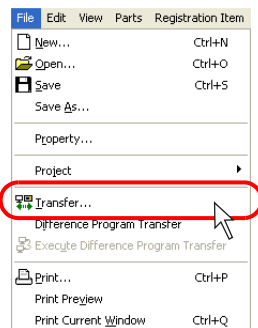 File Edit View Parts Registration Item
New... Ctrl+N
Open... Ctrl+O
Save Ctrl+S
Save As...
Property...
Project
Transfer...
Difference Program Transfer
Execute Difference Program Transfer
Print... Ctrl+P
Print Preview
Print Current Window Ctrl+Q